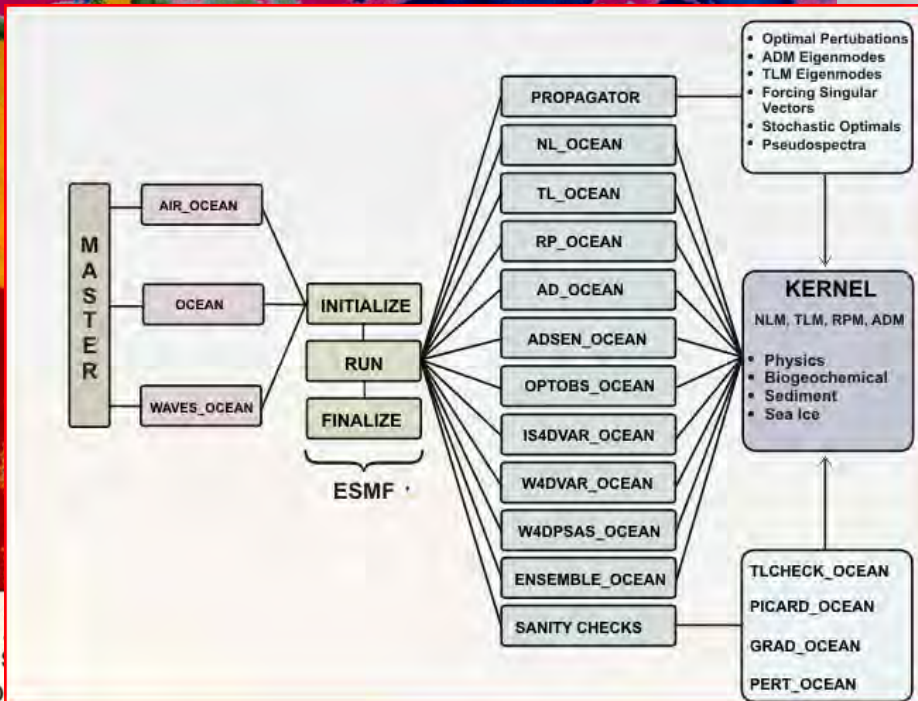 MASTER
AIR_OCEAN
OCEAN
WAVES_OCEAN
INITIALIZE
RUN
FINALIZE
ESMF
PROPAGATOR
NL_OCEAN
TL_OCEAN
RP_OCEAN
AD_OCEAN
ADSEN_OCEAN
OPTOBS_OCEAN
IS4DVAR_OCEAN
W4DVAR_OCEAN
W4DPSAS_OCEAN
ENSEMBLE_OCEAN
SANITY CHECKS
• Optimal Pertubations
• ADM Eigenmodes
• TLM Eigenmodes
• Forcing Singular
Vectors
• Stochastic Optimals
• Pseudospectra
KERNEL
NLM, TLM, RPM, ADM
• Physics
• Biogeochemical
• Sediment
• Sea Ice
TLCHECK_OCEAN
PICARD_OCEAN
GRAD_OCEAN
PERT_OCEAN